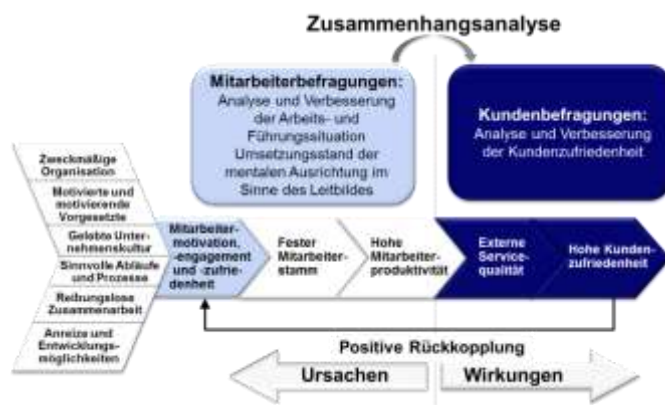 Zusammenhangsanalyse
Mitarbeiterbefragungen:
Analyse und Verbesserung
der Arbeits- und
Führungssituation
Umsetzungsstand der
mentalen Ausrichtung im
Sinne des Leitbildes
Kundenbefragungen:
Analyse und Verbesserung
der Kundenzufriedenheit
Zweckmäßige
Organisation
Motivierte und
motivierende
Vorgesetzte
Gelebte Unter-
nehmenskultur
Sinnvolle Abläufe
und Prozesse
Reibungslose
Zusammenarbeit
Anreize und
Entwicklungs-
möglichkeiten
Mitarbeiter-
motivation,
-engagement
und -zufrie-
denheit
Fester
Mitarbeiter-
stamm
Hohe
Mitarbeiter-
produktivität
Externe
Service-
qualität
Hohe Kunden-
zufriedenheit
Positive Rückkopplung
Ursachen
Wirkungen